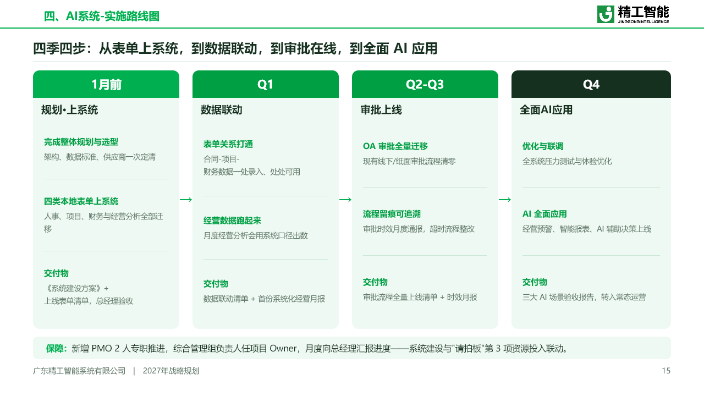 四、AI系统-实施路线图
精工智能
四季四步：从表单上系统，到数据联动，到审批在线，到全面 AI 应用
1月前
规划·上系统
完成整体规划与选型
架构、数据标准、供应商一次定清
四类本地表单上系统
人事、项目、财务与经营分析全部迁
移
交付物
《系统建设方案》+
上线表单清单，总经理验收
→
Q1
数据联动
表单关系打通
合同-项目-
财务数据一处录入、处处可用
经营数据跑起来
月度经营分析会用系统口径出数
交付物
数据联动清单 + 首份系统化经营月报
→
Q2-Q3
审批上线
OA 审批全量迁移
现有线下/纸面审批流程清零
流程留痕可追溯
审批时效月度通报，超时流程整改
交付物
审批流程全量上线清单 + 时效月报
→
Q4
全面AI应用
优化与联调
全系统压力测试与体验优化
AI 全面应用
经营预警、智能报表、AI 辅助决策上线
交付物
三大 AI 场景验收报告，转入常态运营
保障：新增 PMO 2 人专职推进，综合管理组负责人任项目 Owner，月度向总经理汇报进度——系统建设与“请拍板”第 3 项资源投入联动。
广东精工智能系统有限公司 | 2027年战略规划
15